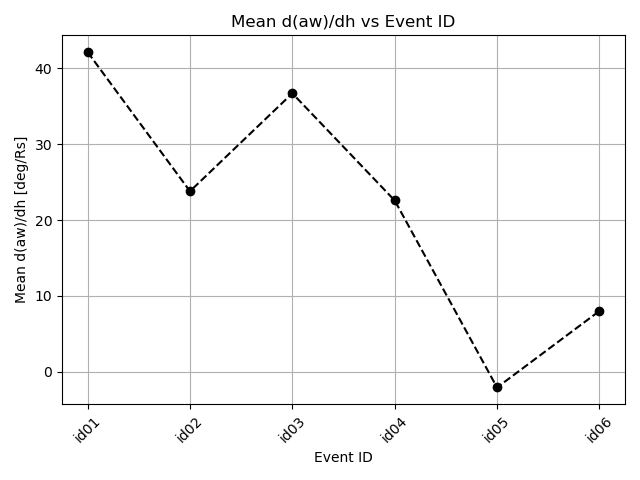 Mean d(aw)/dh vs Event ID
Mean d(aw)/dh [deg/Rs]
40
30
20
10
0
id01
id02
id03
id04
id05
id06
Event ID